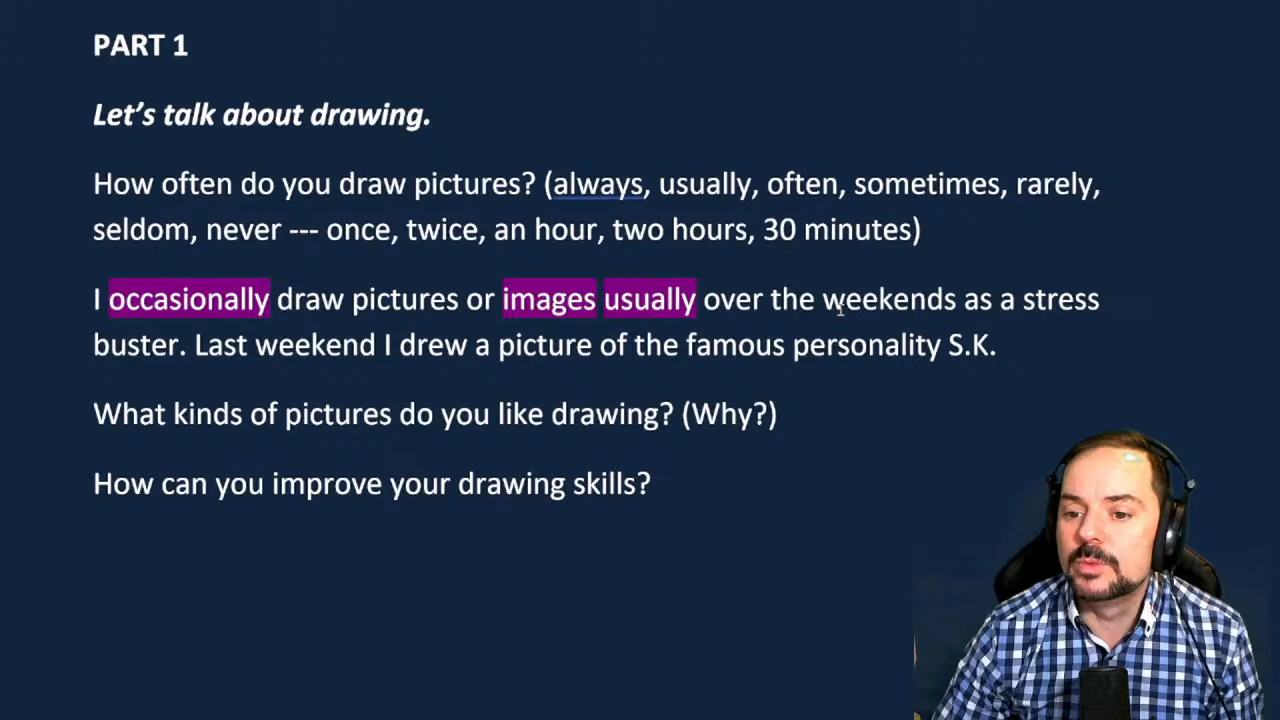 PART 1
Let's talk about drawing.
How often do you draw pictures? (always, usually, often, sometimes, rarely,
seldom, never --- once, twice, an hour, two hours, 30 minutes)
I occasionally draw pictures or images usually over the weekends as a stress
buster. Last weekend I drew a picture of the famous personality S.K.
What kinds of pictures do you like drawing? (Why?)
How can you improve your drawing skills?